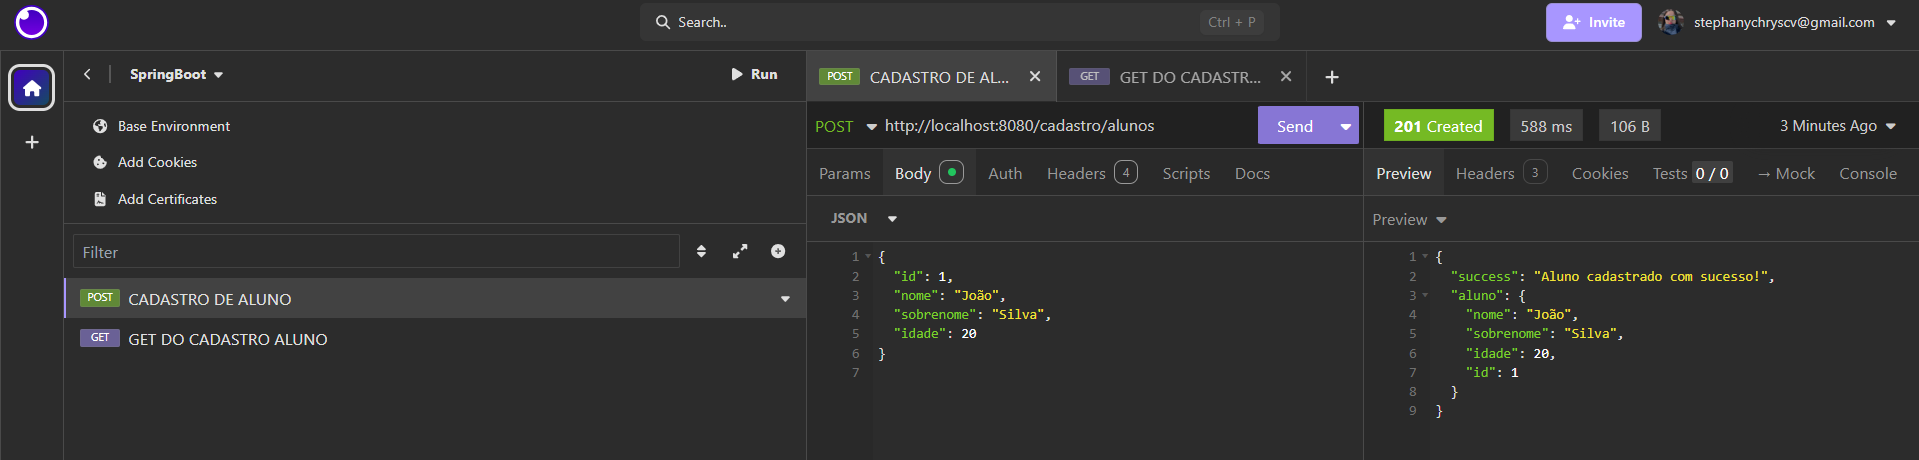 Search..
Ctrl + P
Invite
stephanychryscv@gmail.com
SpringBoot
Run
Base Environment
Add Cookies
Add Certificates
Filter
POST CADASTRO DE ALUNO
GET GET DO CADASTRO ALUNO
POST CADASTRO DE AL...
GET GET DO CADASTR...
POST http://localhost:8080/cadastro/alunos
Send
Params Body Auth Headers 4 Scripts Docs
JSON
1 {
2 "id": 1,
3 "nome": "João",
4 "sobrenome": "Silva",
5 "idade": 20
6 }
7
201 Created 588 ms 106 B 3 Minutes Ago
Preview Headers 3 Cookies Tests 0 / 0 → Mock Console
Preview
1 {
2 "success": "Aluno cadastrado com sucesso!",
3 "aluno": {
4 "nome": "João",
5 "sobrenome": "Silva",
6 "idade": 20,
7 "id": 1
8 }
9 }